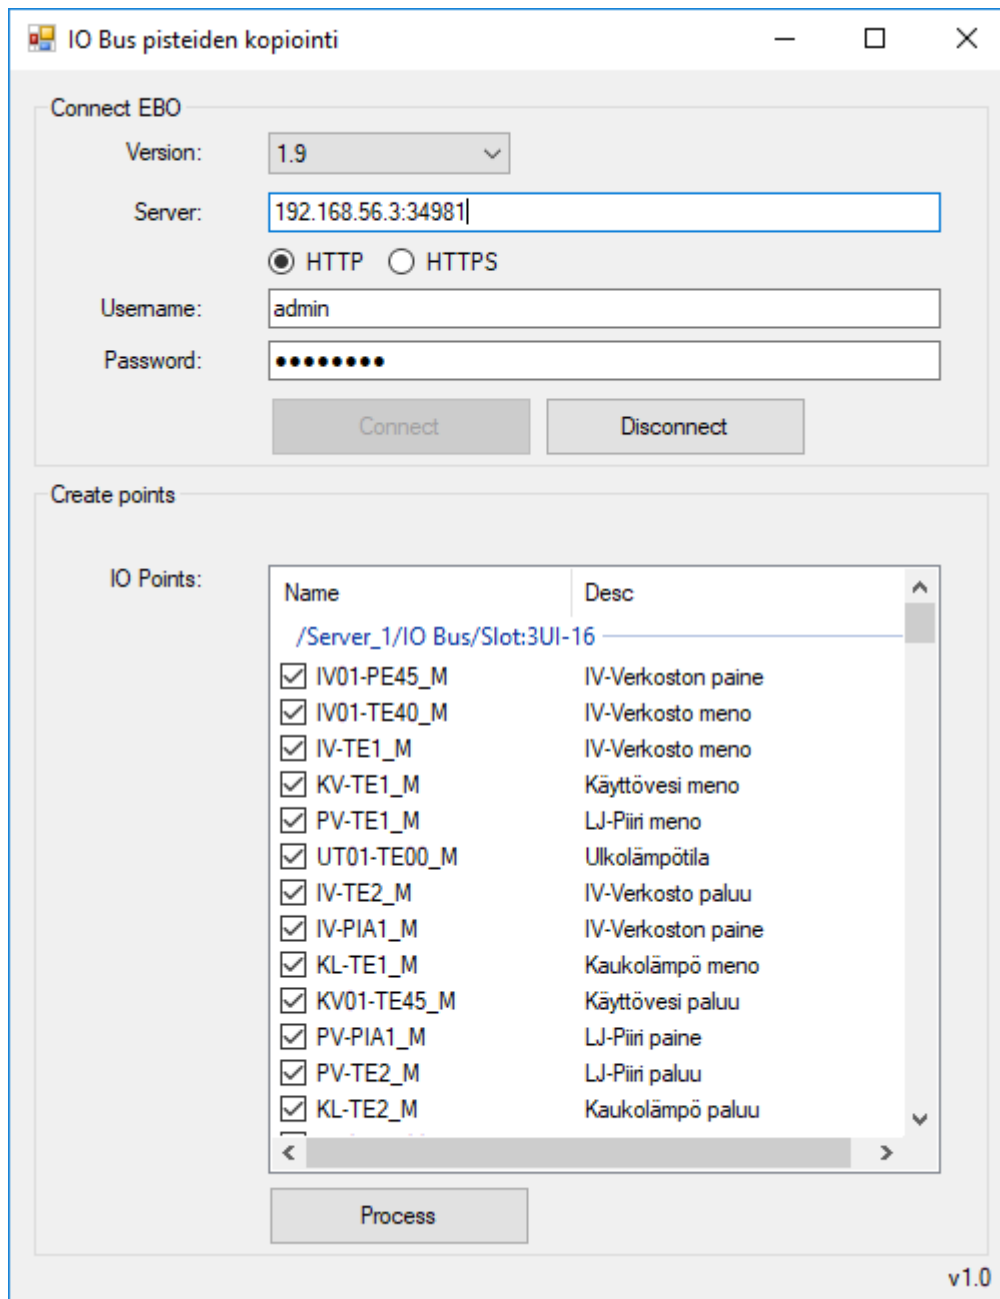 IO Bus pisteiden kopiointi
Connect EBO
Version: 1.9
Server: 192.168.56.3:34981
HTTP HTTPS
Username: admin
Password: ●●●●●●●●
Connect Disconnect
Create points
IO Points:
Name Desc
/Server_1/IO Bus/Slot:3UI-16
IV01-PE45_M IV-Verkoston paine
IV01-TE40_M IV-Verkosto meno
IV-TE1_M IV-Verkosto meno
KV-TE1_M Käyttövesi meno
PV-TE1_M LJ-Piiri meno
UT01-TE00_M Ulkolämpötila
IV-TE2_M IV-Verkosto paluu
IV-PIA1_M IV-Verkoston paine
KL-TE1_M Kaukolämpö meno
KV01-TE45_M Käyttövesi paluu
PV-PIA1_M LJ-Piiri paine
PV-TE2_M LJ-Piiri paluu
KL-TE2_M Kaukolämpö paluu
Process
v1.0